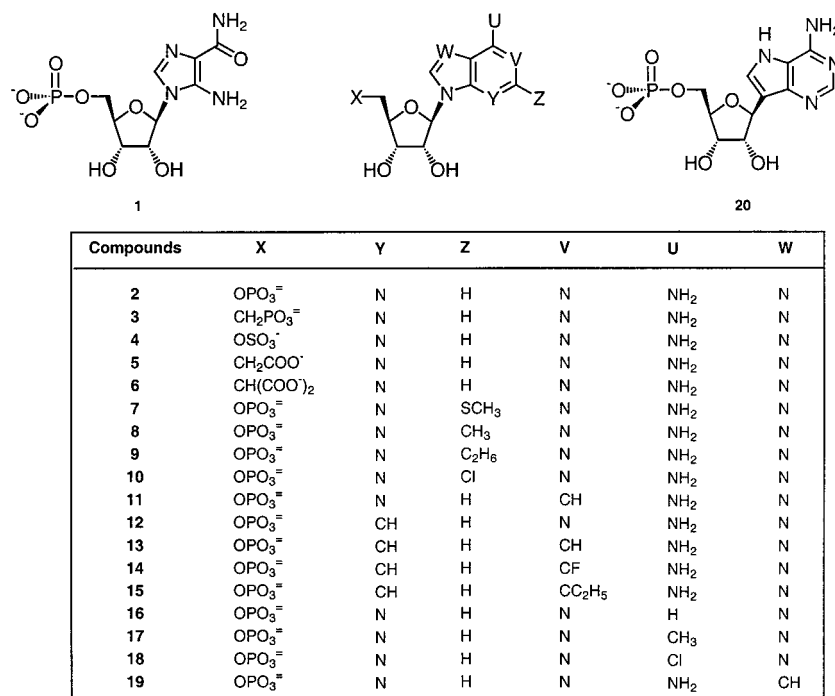 NH₂
N
O
O
⁻O P O
⁻O
O
N
NH₂
HO OH
1
U
W
V
X
O
N
Y
Z
HO OH
H
N
NH₂
N
N
O
⁻O P O
⁻O
O
HO OH
20
Compounds X Y Z V U W
2 OPO₃⁼ N H N NH₂ N
3 CH₂PO₃⁼ N H N NH₂ N
4 OSO₃⁻ N H N NH₂ N
5 CH₂COO⁻ N H N NH₂ N
6 CH(COO⁻)₂ N H N NH₂ N
7 OPO₃⁼ N SCH₃ N NH₂ N
8 OPO₃⁼ N CH₃ N NH₂ N
9 OPO₃⁼ N C₂H₆ N NH₂ N
10 OPO₃⁼ N Cl N NH₂ N
11 OPO₃⁼ N H CH NH₂ N
12 OPO₃⁼ CH H N NH₂ N
13 OPO₃⁼ CH H CH NH₂ N
14 OPO₃⁼ CH H CF NH₂ N
15 OPO₃⁼ CH H CC₂H₅ NH₂ N
16 OPO₃⁼ N H N H N
17 OPO₃⁼ N H N CH₃ N
18 OPO₃⁼ N H N Cl N
19 OPO₃⁼ N H N NH₂ CH